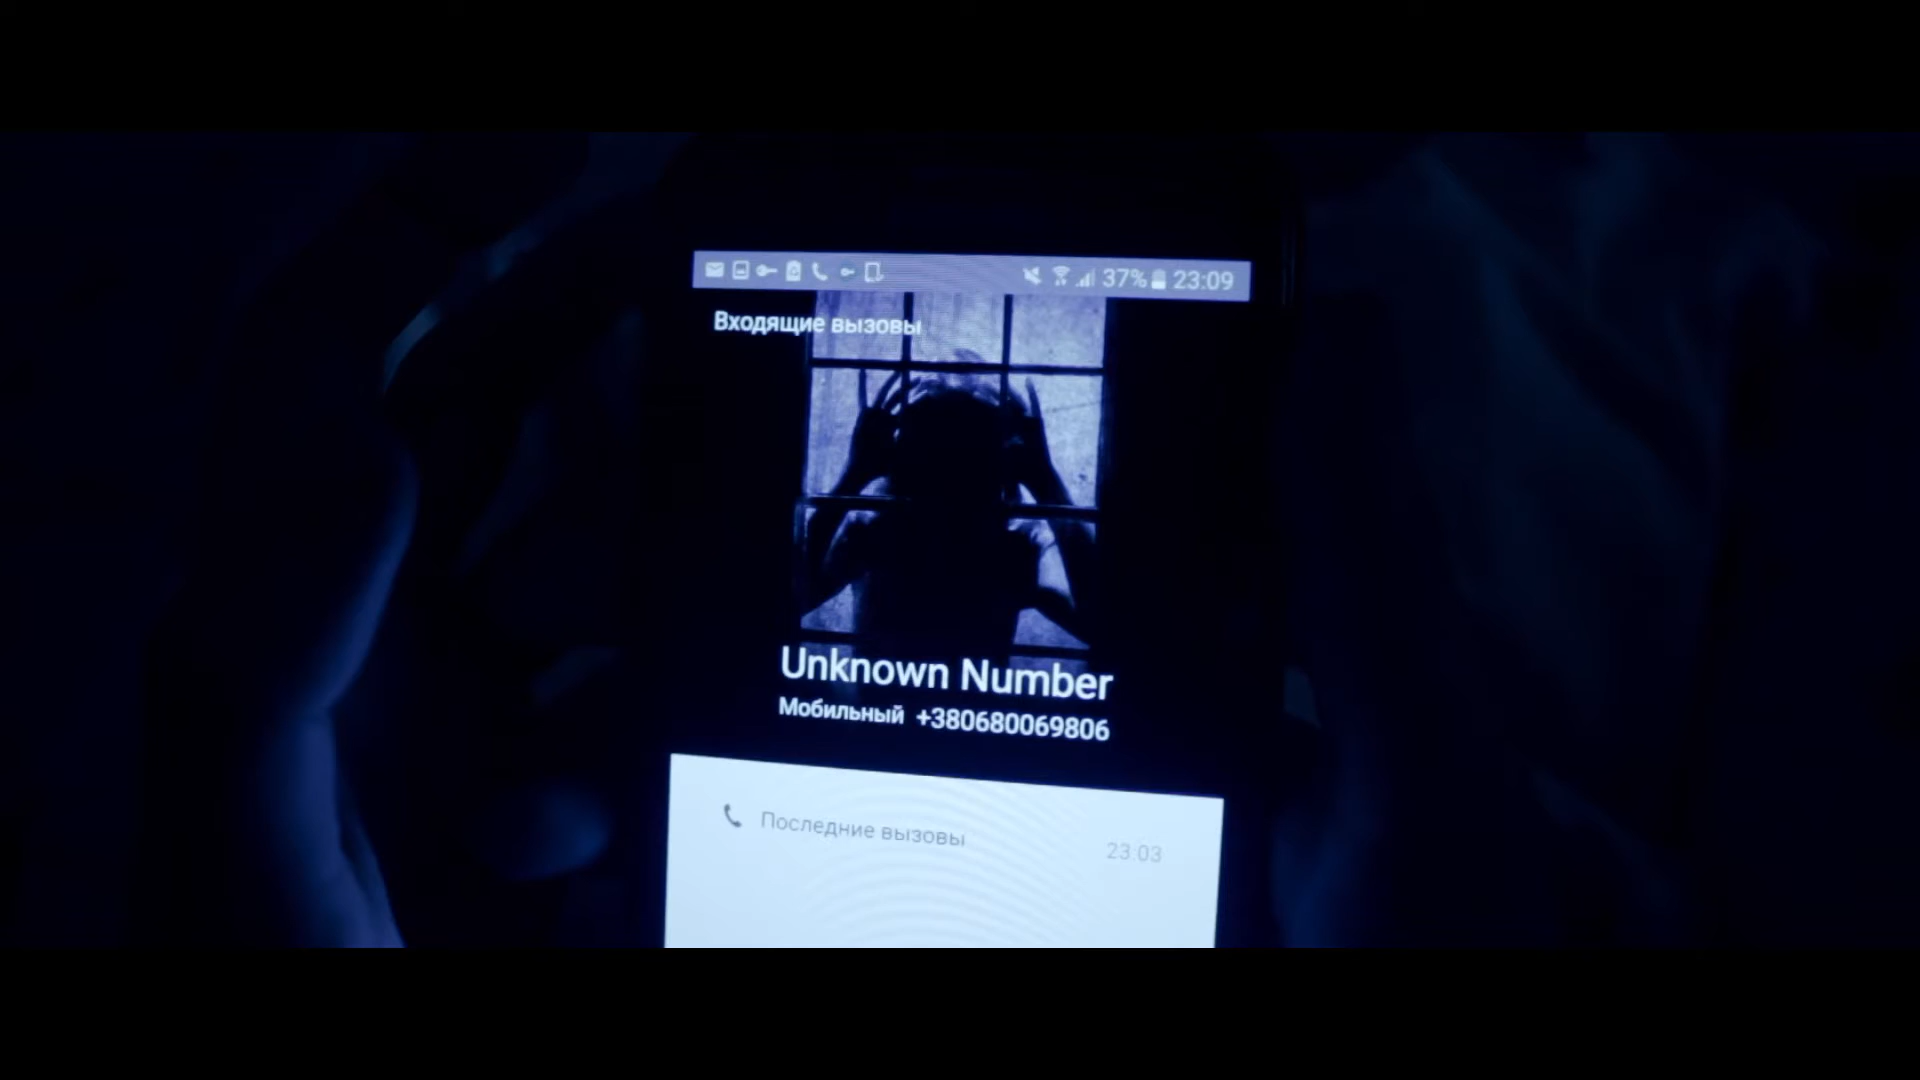 37% 23:09
Входящие вызовы
Unknown Number
Мобильный +380680069806
Последние вызовы
23:03